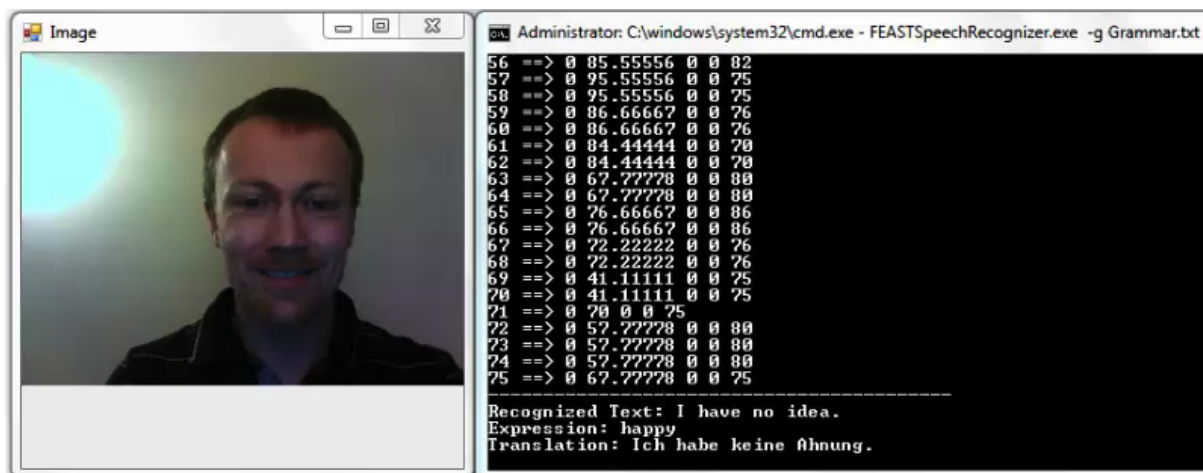 Image
Administrator: C:\windows\system32\cmd.exe - FEASTSpeechRecognizer.exe -g Grammar.txt
56 ==> 0 85.55556 0 0 82
57 ==> 0 95.55556 0 0 75
58 ==> 0 95.55556 0 0 75
59 ==> 0 86.66667 0 0 76
60 ==> 0 86.66667 0 0 76
61 ==> 0 84.44444 0 0 70
62 ==> 0 84.44444 0 0 70
63 ==> 0 67.77778 0 0 80
64 ==> 0 67.77778 0 0 80
65 ==> 0 76.66667 0 0 86
66 ==> 0 76.66667 0 0 86
67 ==> 0 72.22222 0 0 76
68 ==> 0 72.22222 0 0 76
69 ==> 0 41.11111 0 0 75
70 ==> 0 41.11111 0 0 75
71 ==> 0 70 0 0 75
72 ==> 0 57.77778 0 0 80
73 ==> 0 57.77778 0 0 80
74 ==> 0 57.77778 0 0 80
75 ==> 0 67.77778 0 0 75
Recognized Text: I have no idea.
Expression: happy
Translation: Ich habe keine Ahnung.